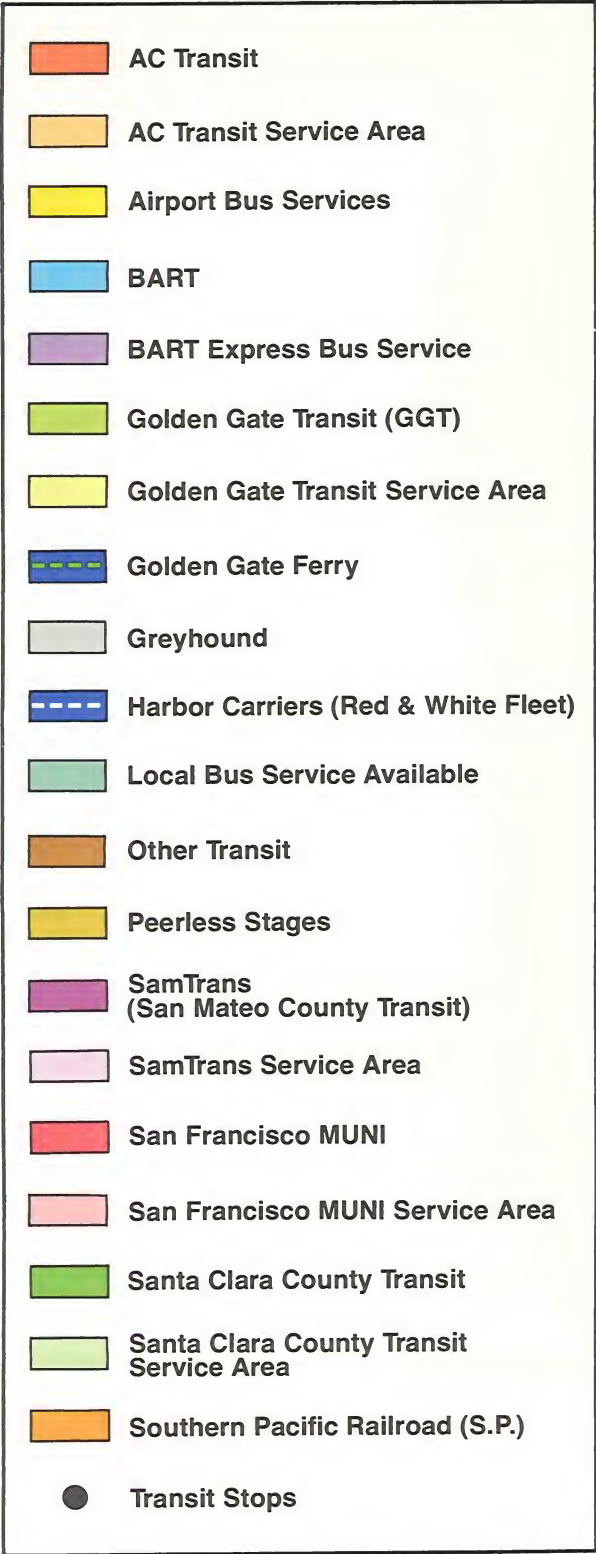 AC Transit
AC Transit Service Area
Airport Bus Services
BART
BART Express Bus Service
Golden Gate Transit (GGT)
Golden Gate Transit Service Area
Golden Gate Ferry
Greyhound
Harbor Carriers (Red & White Fleet)
Local Bus Service Available
Other Transit
Peerless Stages
SamTrans
(San Mateo County Transit)
SamTrans Service Area
San Francisco MUNI
San Francisco MUNI Service Area
Santa Clara County Transit
Santa Clara County Transit
Service Area
Southern Pacific Railroad (S.P.)
Transit Stops